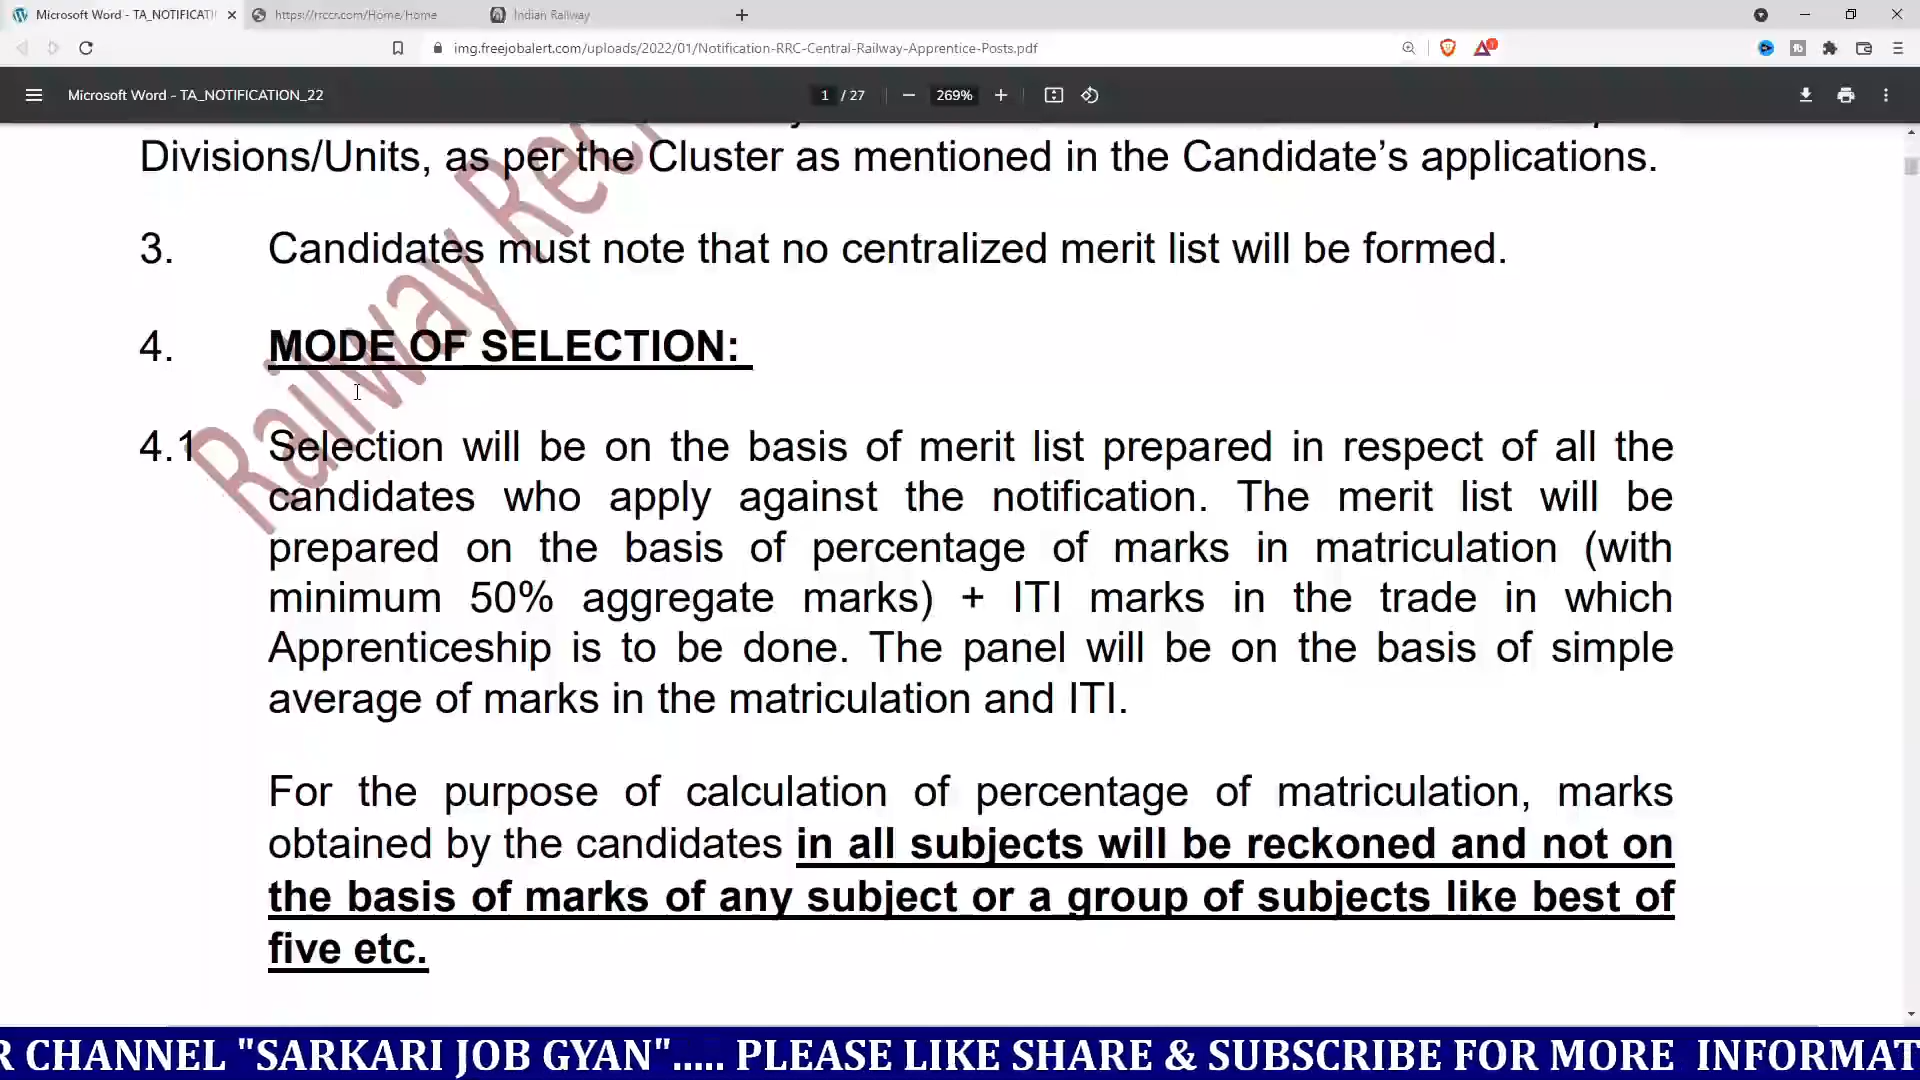 Microsoft Word - TA_NOTIFICATI
https://rrccr.com/Home/Home
Indian Railway
img.freejobalert.com/uploads/2022/01/Notification-RRC-Central-Railway-Apprentice-Posts.pdf
Microsoft Word - TA_NOTIFICATION_22
1 / 27
269%
Divisions/Units, as per the Cluster as mentioned in the Candidate’s applications.
3. Candidates must note that no centralized merit list will be formed.
4. MODE OF SELECTION:
4.1 Selection will be on the basis of merit list prepared in respect of all the
candidates who apply against the notification. The merit list will be
prepared on the basis of percentage of marks in matriculation (with
minimum 50% aggregate marks) + ITI marks in the trade in which
Apprenticeship is to be done. The panel will be on the basis of simple
average of marks in the matriculation and ITI.
For the purpose of calculation of percentage of matriculation, marks
obtained by the candidates in all subjects will be reckoned and not on
the basis of marks of any subject or a group of subjects like best of
five etc.
Railway Rec
R CHANNEL "SARKARI JOB GYAN"..... PLEASE LIKE SHARE & SUBSCRIBE FOR MORE INFORMAT